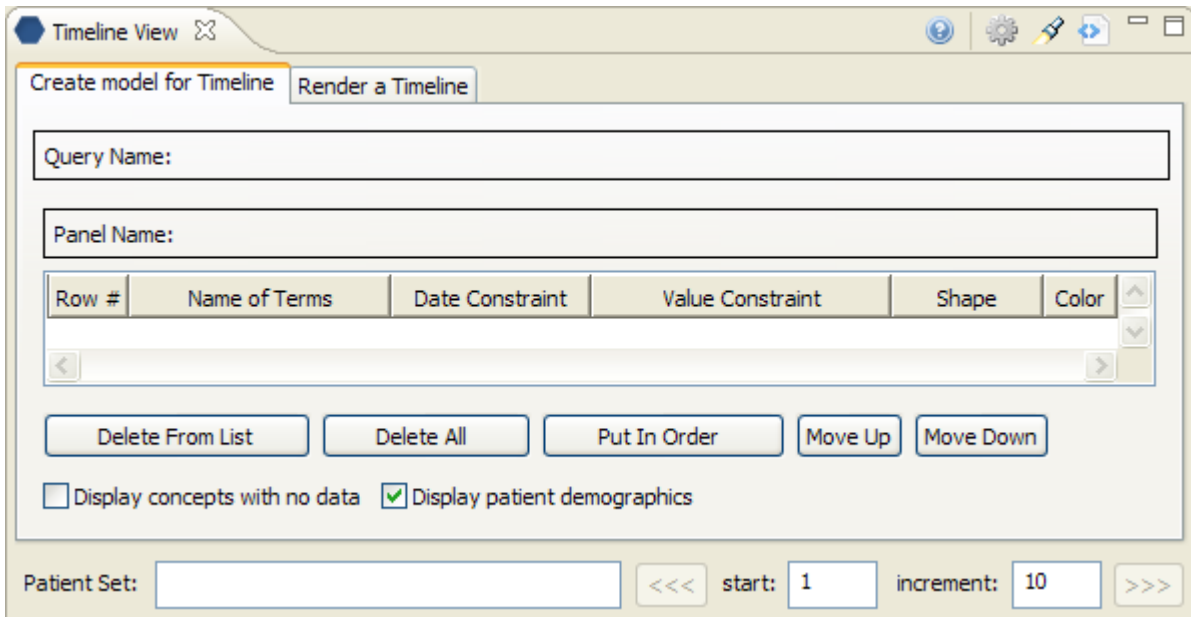 Timeline View
Create model for Timeline Render a Timeline
Query Name:
Panel Name:
Row # Name of Terms Date Constraint Value Constraint Shape Color
Delete From List Delete All Put In Order Move Up Move Down
Display concepts with no data Display patient demographics
Patient Set: <<< start: 1 increment: 10 >>>